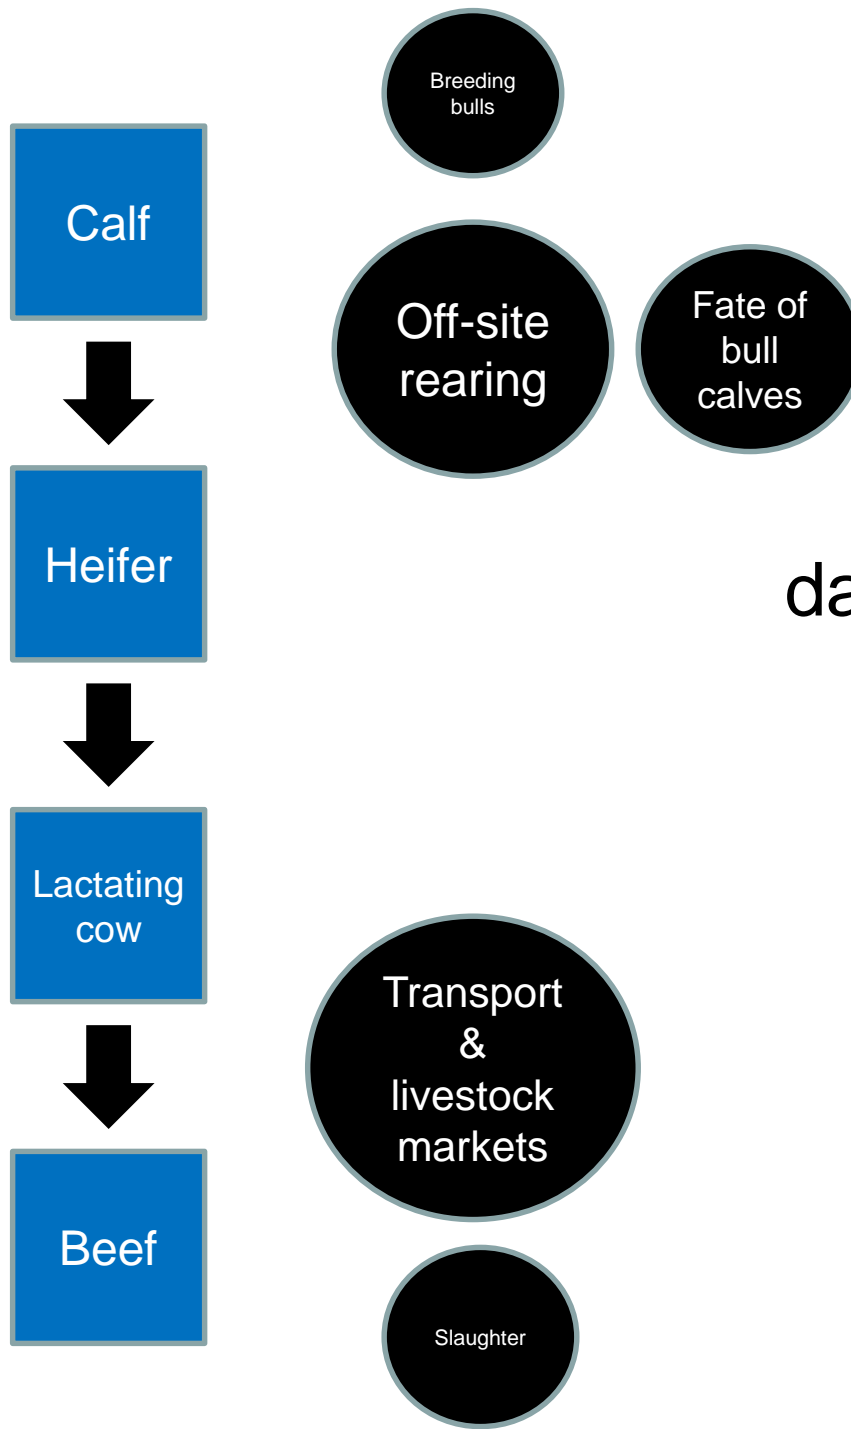 Breeding
bulls
Calf
Off-site
rearing
Fate of
bull
calves
Heifer
Lactating
cow
Transport
&
livestock
markets
Beef
Slaughter